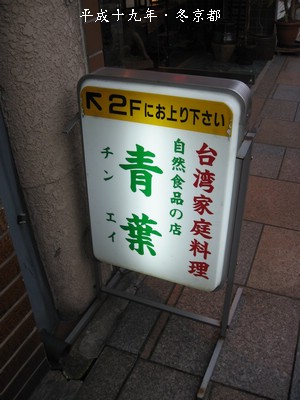 平成十九年・冬京都
↖2Fにお上り下さい
台湾家庭料理
自然食品の店
青葉
チンエイ